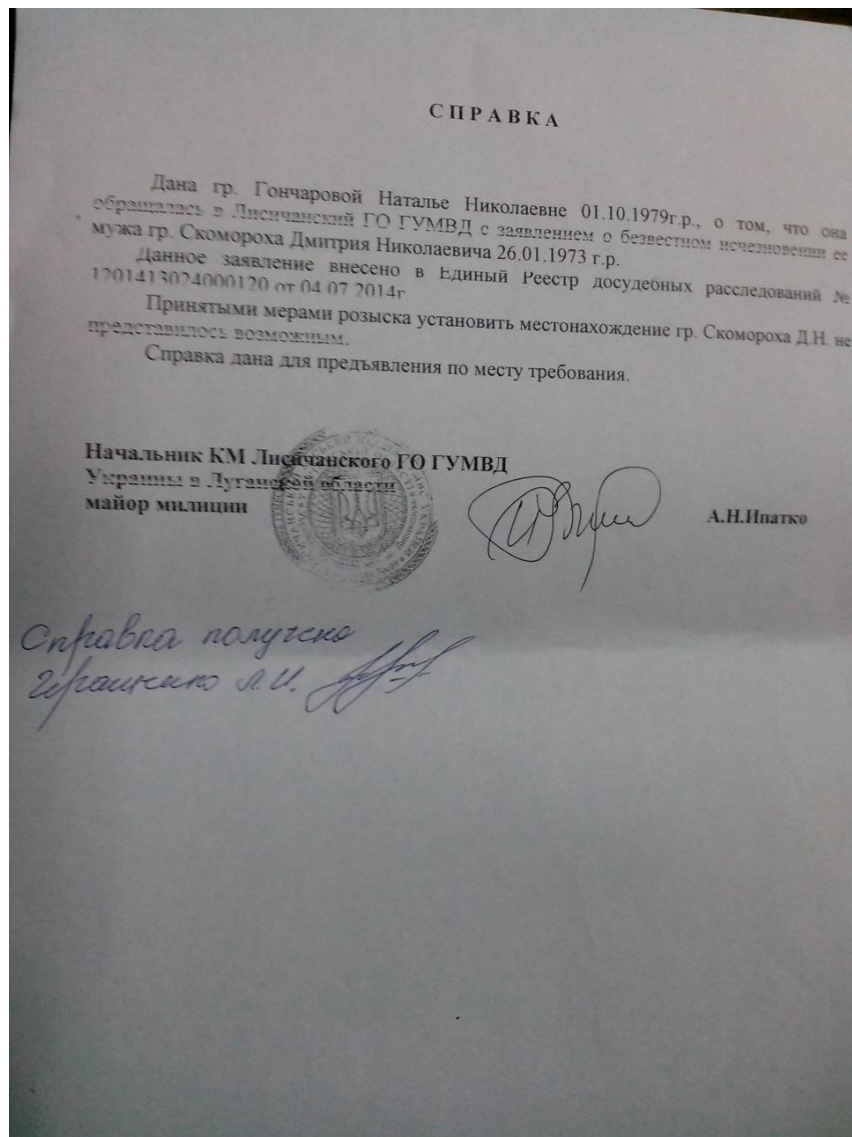 СПРАВКА
Дана гр. Гончаровой Наталье Николаевне 01.10.1979г.р., о том, что она
обращалась в Лисичанский ГО ГУМВД с заявлением о безвестном исчезновении ее
мужа гр. Скомороха Дмитрия Николаевича 26.01.1973 г.р.
Данное заявление внесено в Единый Реестр досудебных расследований №
1201413024000120 от 04.07.2014г
Принятыми мерами розыска установить местонахождение гр. Скомороха Д.Н. не
представилось возможным.
Справка дана для предъявления по месту требования.
Начальник КМ Лисичанского ГО ГУМВД
Украины в Луганской области
майор милиции
А.Н.Ипатко
Справка получено
Л.И.